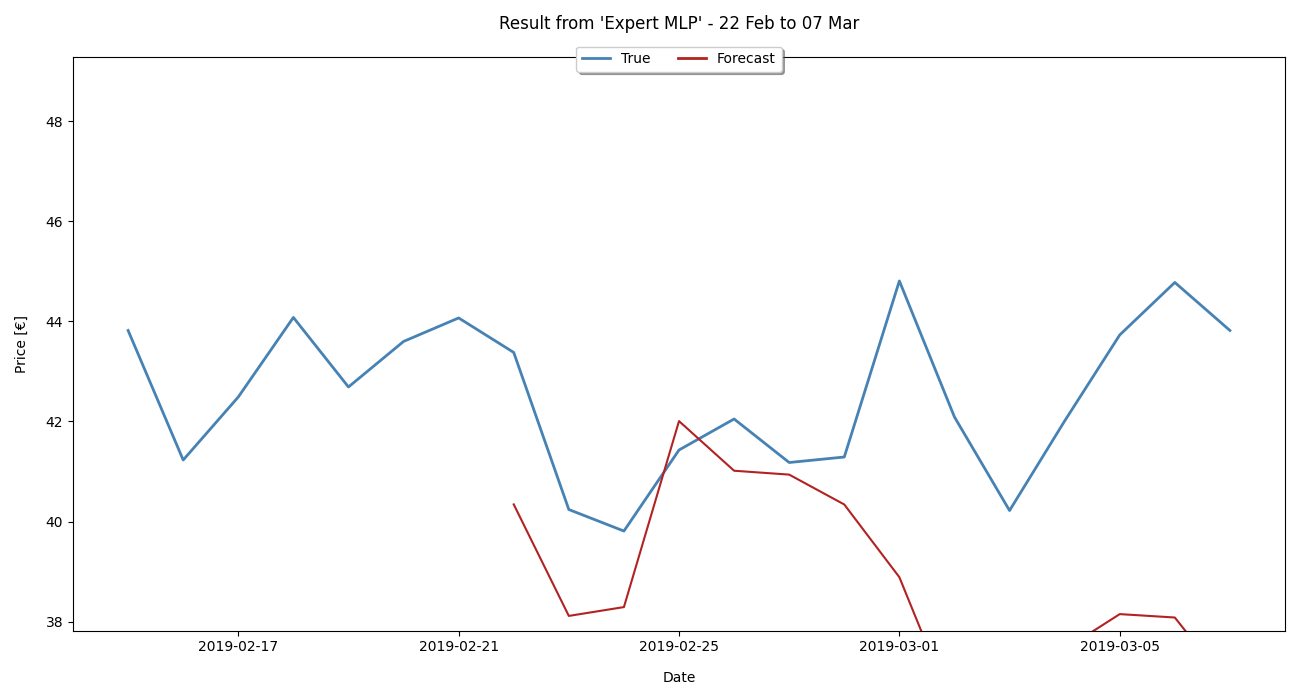 Result from 'Expert MLP' - 22 Feb to 07 Mar
True Forecast
48
46
44
42
40
38
Price [€]
2019-02-17 2019-02-21 2019-02-25 2019-03-01 2019-03-05
Date